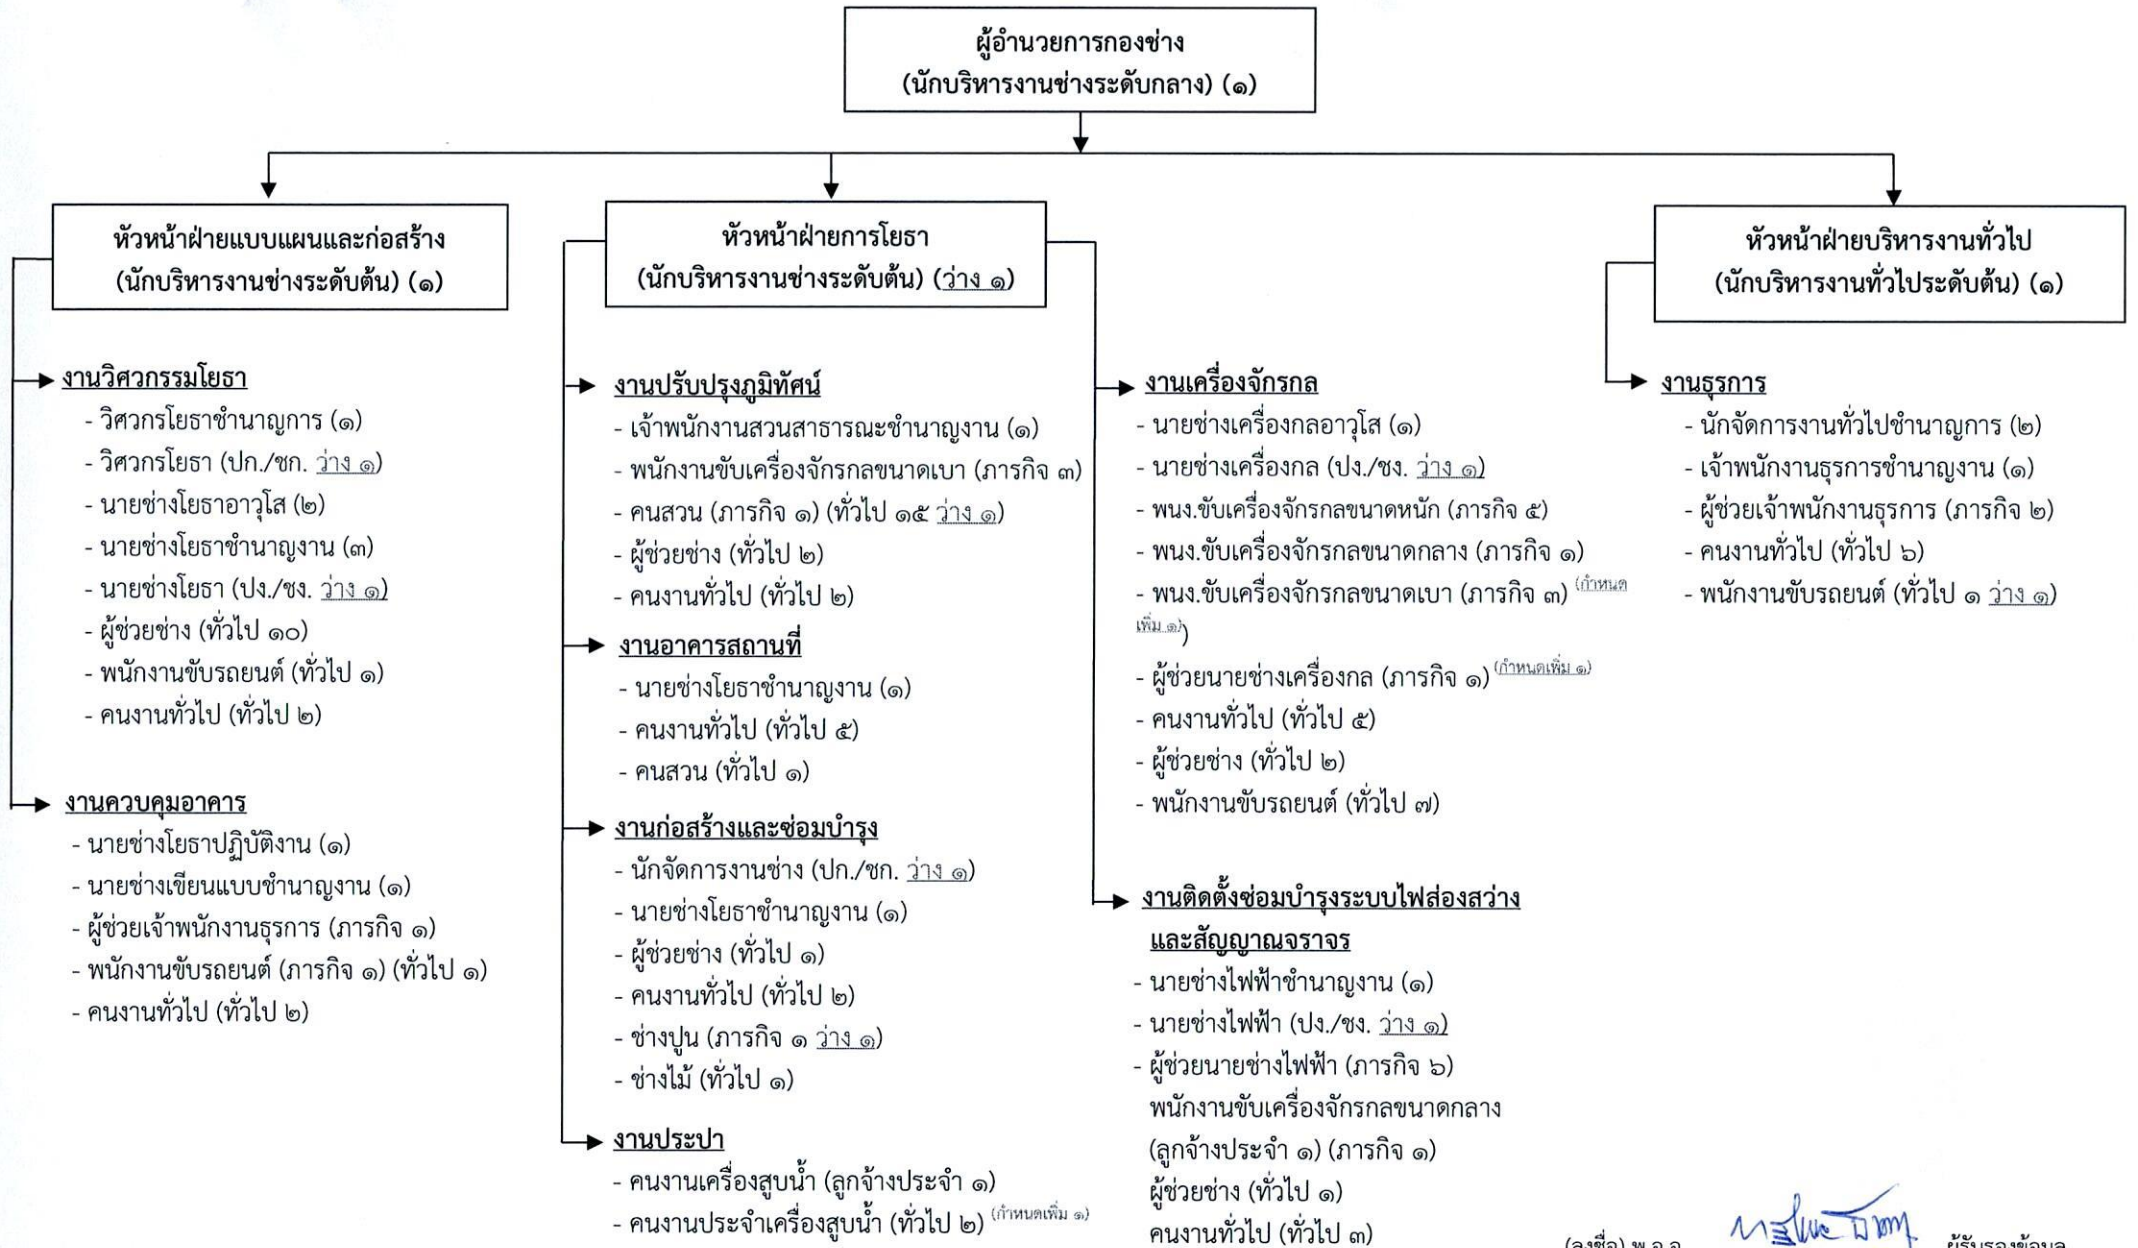 ผู้อำนวยการกองช่าง
(นักบริหารงานช่างระดับกลาง) (๑)
หัวหน้าฝ่ายแบบแผนและก่อสร้าง
(นักบริหารงานช่างระดับต้น) (๑)
งานวิศวกรรมโยธา
- วิศวกรโยธาชำนาญการ (๑)
- วิศวกรโยธา (ปก./ชก. ว่าง ๑)
- นายช่างโยธาอาวุโส (๒)
- นายช่างโยธาชำนาญงาน (๓)
- นายช่างโยธา (ปง./ชง. ว่าง ๑)
- ผู้ช่วยช่าง (ทั่วไป ๑๐)
- พนักงานขับรถยนต์ (ทั่วไป ๑)
- คนงานทั่วไป (ทั่วไป ๒)
งานควบคุมอาคาร
- นายช่างโยธาปฏิบัติงาน (๑)
- นายช่างเขียนแบบชำนาญงาน (๑)
- ผู้ช่วยเจ้าพนักงานธุรการ (ภารกิจ ๑)
- พนักงานขับรถยนต์ (ภารกิจ ๑) (ทั่วไป ๑)
- คนงานทั่วไป (ทั่วไป ๒)
หัวหน้าฝ่ายการโยธา
(นักบริหารงานช่างระดับต้น) (ว่าง ๑)
งานปรับปรุงภูมิทัศน์
- เจ้าพนักงานสวนสาธารณะชำนาญงาน (๑)
- พนักงานขับเครื่องจักรกลขนาดเบา (ภารกิจ ๓)
- คนสวน (ภารกิจ ๑) (ทั่วไป ๑๕ ว่าง ๑)
- ผู้ช่วยช่าง (ทั่วไป ๒)
- คนงานทั่วไป (ทั่วไป ๒)
งานอาคารสถานที่
- นายช่างโยธาชำนาญงาน (๑)
- คนงานทั่วไป (ทั่วไป ๕)
- คนสวน (ทั่วไป ๑)
งานก่อสร้างและซ่อมบำรุง
- นักจัดการงานช่าง (ปก./ชก. ว่าง ๑)
- นายช่างโยธาชำนาญงาน (๑)
- ผู้ช่วยช่าง (ทั่วไป ๑)
- คนงานทั่วไป (ทั่วไป ๒)
- ช่างปูน (ภารกิจ ๑ ว่าง ๑)
- ช่างไม้ (ทั่วไป ๑)
งานประปา
- คนงานเครื่องสูบน้ำ (ลูกจ้างประจำ ๑)
- คนงานประจำเครื่องสูบน้ำ (ทั่วไป ๒) (กำหนดเพิ่ม ๑)
งานเครื่องจักรกล
- นายช่างเครื่องกลอาวุโส (๑)
- นายช่างเครื่องกล (ปง./ชง. ว่าง ๑)
- พนง.ขับเครื่องจักรกลขนาดหนัก (ภารกิจ ๕)
- พนง.ขับเครื่องจักรกลขนาดกลาง (ภารกิจ ๑)
- พนง.ขับเครื่องจักรกลขนาดเบา (ภารกิจ ๓) (กำหนด
เพิ่ม ๑))
- ผู้ช่วยนายช่างเครื่องกล (ภารกิจ ๑) (กำหนดเพิ่ม ๑)
- คนงานทั่วไป (ทั่วไป ๕)
- ผู้ช่วยช่าง (ทั่วไป ๒)
- พนักงานขับรถยนต์ (ทั่วไป ๗)
งานติดตั้งซ่อมบำรุงระบบไฟส่องสว่าง
และสัญญาณจราจร
- นายช่างไฟฟ้าชำนาญงาน (๑)
- นายช่างไฟฟ้า (ปง./ชง. ว่าง ๑)
- ผู้ช่วยนายช่างไฟฟ้า (ภารกิจ ๖)
พนักงานขับเครื่องจักรกลขนาดกลาง
(ลูกจ้างประจำ ๑) (ภารกิจ ๑)
ผู้ช่วยช่าง (ทั่วไป ๑)
คนงานทั่วไป (ทั่วไป ๓)
หัวหน้าฝ่ายบริหารงานทั่วไป
(นักบริหารงานทั่วไประดับต้น) (๑)
งานธุรการ
- นักจัดการงานทั่วไปชำนาญการ (๒)
- เจ้าพนักงานธุรการชำนาญงาน (๑)
- ผู้ช่วยเจ้าพนักงานธุรการ (ภารกิจ ๒)
- คนงานทั่วไป (ทั่วไป ๖)
- พนักงานขับรถยนต์ (ทั่วไป ๑ ว่าง ๑)
(ลงชื่อ) พ.จ.อ. ผู้รับรองข้อมูล